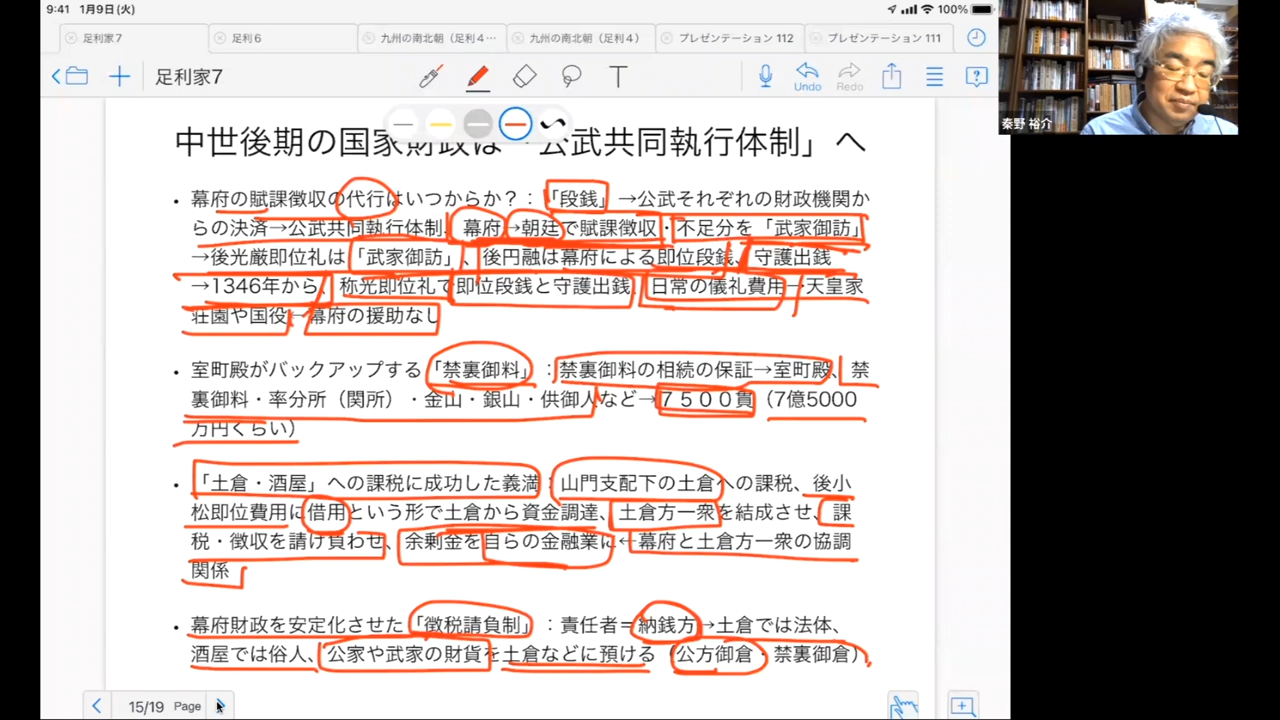 9:41 1月9日(火)
100%
足利家7
足利6
九州の南北朝（足利４…
九州の南北朝（足利４）
プレゼンテーション 112
プレゼンテーション 111
足利家7
T
Undo
Redo
秦野 裕介
中世後期の国家財政は「公武共同執行体制」へ
• 幕府の賦課徴収の代行はいつからか？：「段銭」→公武それぞれの財政機関か
らの決済→公武共同執行体制、幕府→朝廷で賦課徴収・不足分を「武家御訪」
→後光厳即位礼は「武家御訪」、後円融は幕府による即位段銭、守護出銭
→1346年から、称光即位礼で即位段銭と守護出銭、日常の儀礼費用→天皇家
荘園や国役←幕府の援助なし
• 室町殿がバックアップする「禁裏御料」：禁裏御料の相続の保証→室町殿、禁
裏御料・率分所（関所）・金山・銀山・供御人など→７５００貫（7億5000
万円くらい）
• 「土倉・酒屋」への課税に成功した義満：山門支配下の土倉への課税、後小
松即位費用に借用という形で土倉から資金調達、土倉方一衆を結成させ、課
税・徴収を請け負わせ、余剰金を自らの金融業に←幕府と土倉方一衆の協調
関係
• 幕府財政を安定化させた「徴税請負制」：責任者＝納銭方→土倉では法体、
酒屋では俗人、公家や武家の財貨を土倉などに預ける（公方御倉・禁裏御倉）
15/19 Page